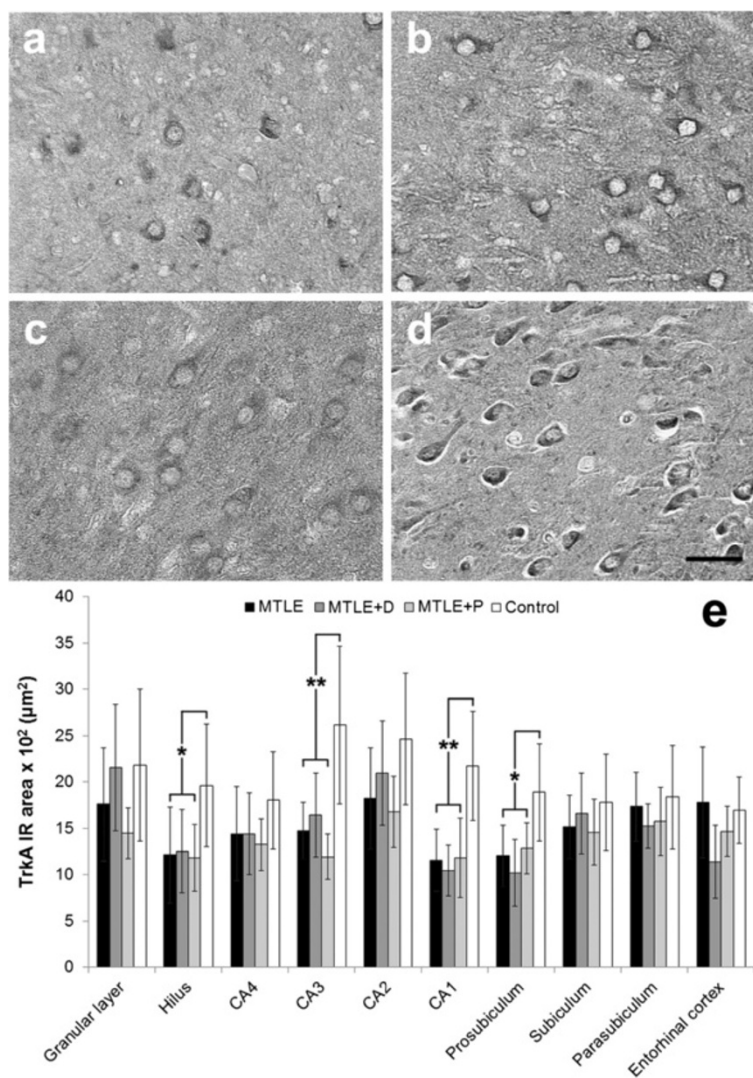 a
b
c
d
e
MTLE MTLE+D MTLE+P Control
TrkA IR area x 10² (μm²)
40
35
30
25
20
15
10
5
0
*
**
**
*
Granular layer
Hilus
CA4
CA3
CA2
CA1
Prosubiculum
Subiculum
Parasubiculum
Entorhinal cortex